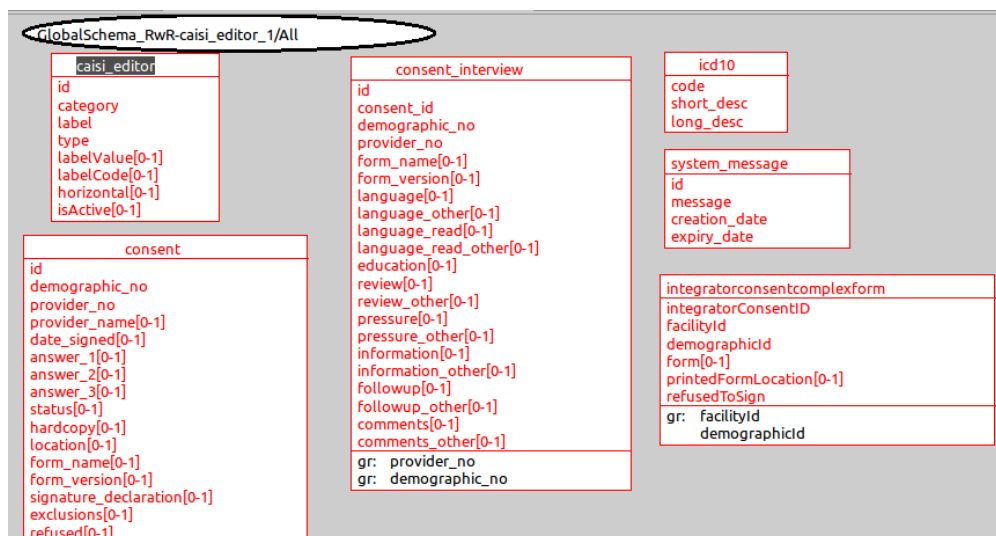 GlobalSchema_RwR-caisi_editor_1/All
caisi_editor
id
category
label
type
labelValue[0-1]
labelCode[0-1]
horizontal[0-1]
isActive[0-1]
consent
id
demographic_no
provider_no
provider_name[0-1]
date_signed[0-1]
answer_1[0-1]
answer_2[0-1]
answer_3[0-1]
status[0-1]
hardcopy[0-1]
location[0-1]
form_name[0-1]
form_version[0-1]
signature_declaration[0-1]
exclusions[0-1]
refused[0-1]
consent_interview
id
consent_id
demographic_no
provider_no
form_name[0-1]
form_version[0-1]
language[0-1]
language_other[0-1]
language_read[0-1]
language_read_other[0-1]
education[0-1]
review[0-1]
review_other[0-1]
pressure[0-1]
pressure_other[0-1]
information[0-1]
information_other[0-1]
followup[0-1]
followup_other[0-1]
comments[0-1]
comments_other[0-1]
gr: provider_no
gr: demographic_no
icd10
code
short_desc
long_desc
system_message
id
message
creation_date
expiry_date
integratorconsentcomplexform
integratorConsentID
facilityId
demographicId
form[0-1]
printedFormLocation[0-1]
refusedToSign
gr: facilityId
demographicId